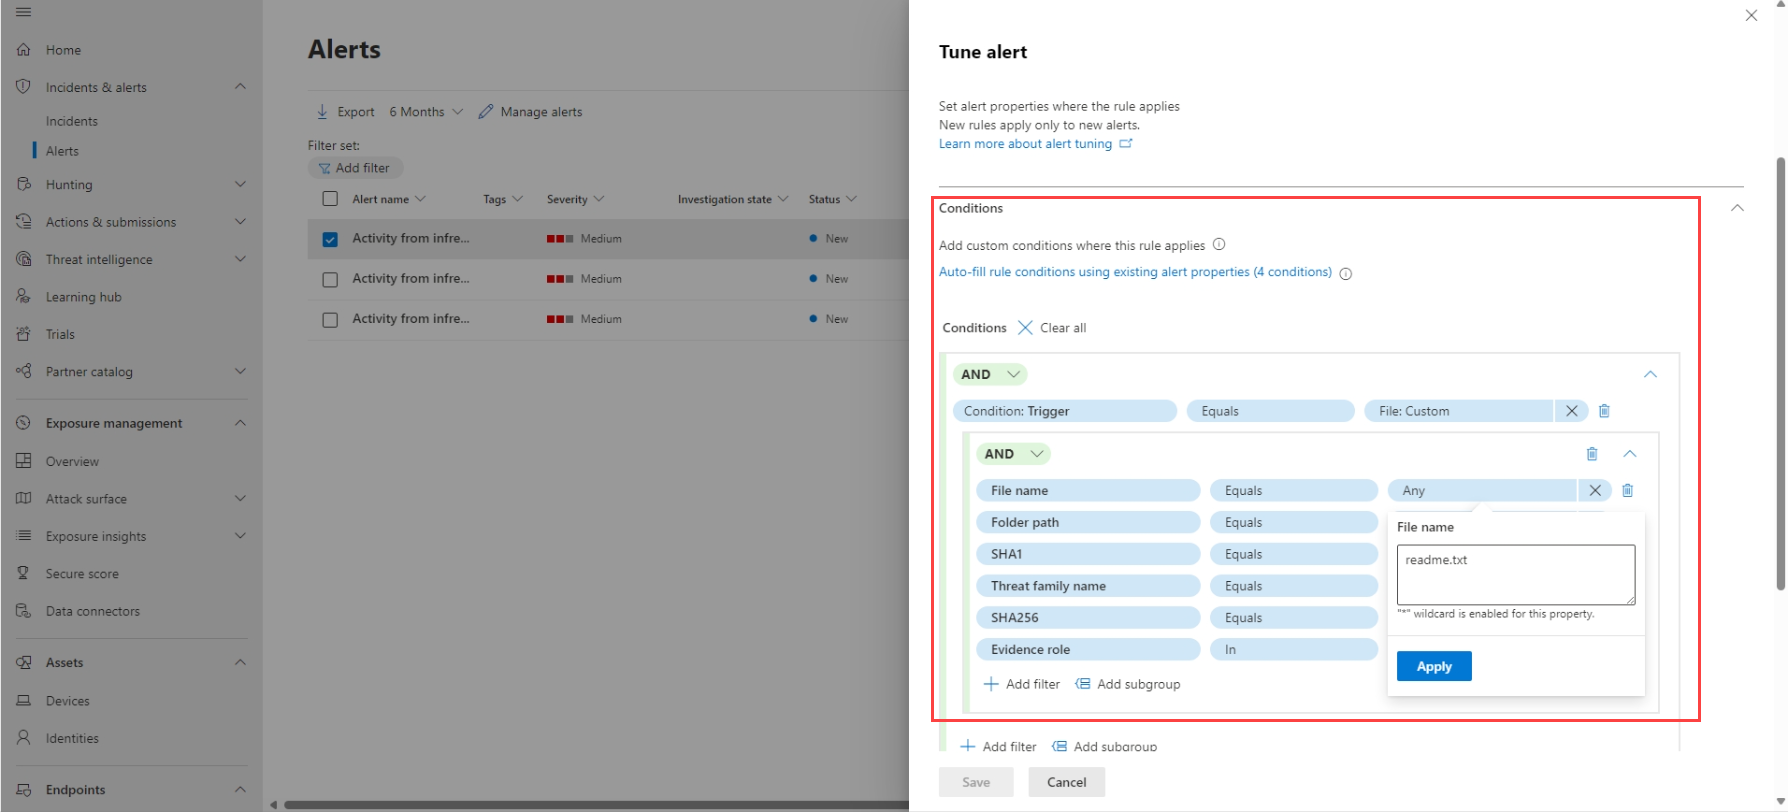 Home
Incidents & alerts
Incidents
Alerts
Hunting
Actions & submissions
Threat intelligence
Learning hub
Trials
Partner catalog
Exposure management
Overview
Attack surface
Exposure insights
Secure score
Data connectors
Assets
Devices
Identities
Endpoints
Alerts
Export 6 Months Manage alerts
Filter set:
Add filter
Alert name Tags Severity Investigation state Status
Activity from infre... Medium New
Activity from infre... Medium New
Activity from infre... Medium New
Tune alert
Set alert properties where the rule applies
New rules apply only to new alerts.
Learn more about alert tuning
Conditions
Add custom conditions where this rule applies
Auto-fill rule conditions using existing alert properties (4 conditions)
Conditions Clear all
AND
Condition: Trigger Equals File: Custom
AND
File name Equals Any
Folder path Equals
SHA1 Equals
Threat family name Equals
SHA256 Equals
Evidence role In
Add filter Add subgroup
File name
readme.txt
"*" wildcard is enabled for this property.
Apply
Add filter Add subgroup
Save Cancel